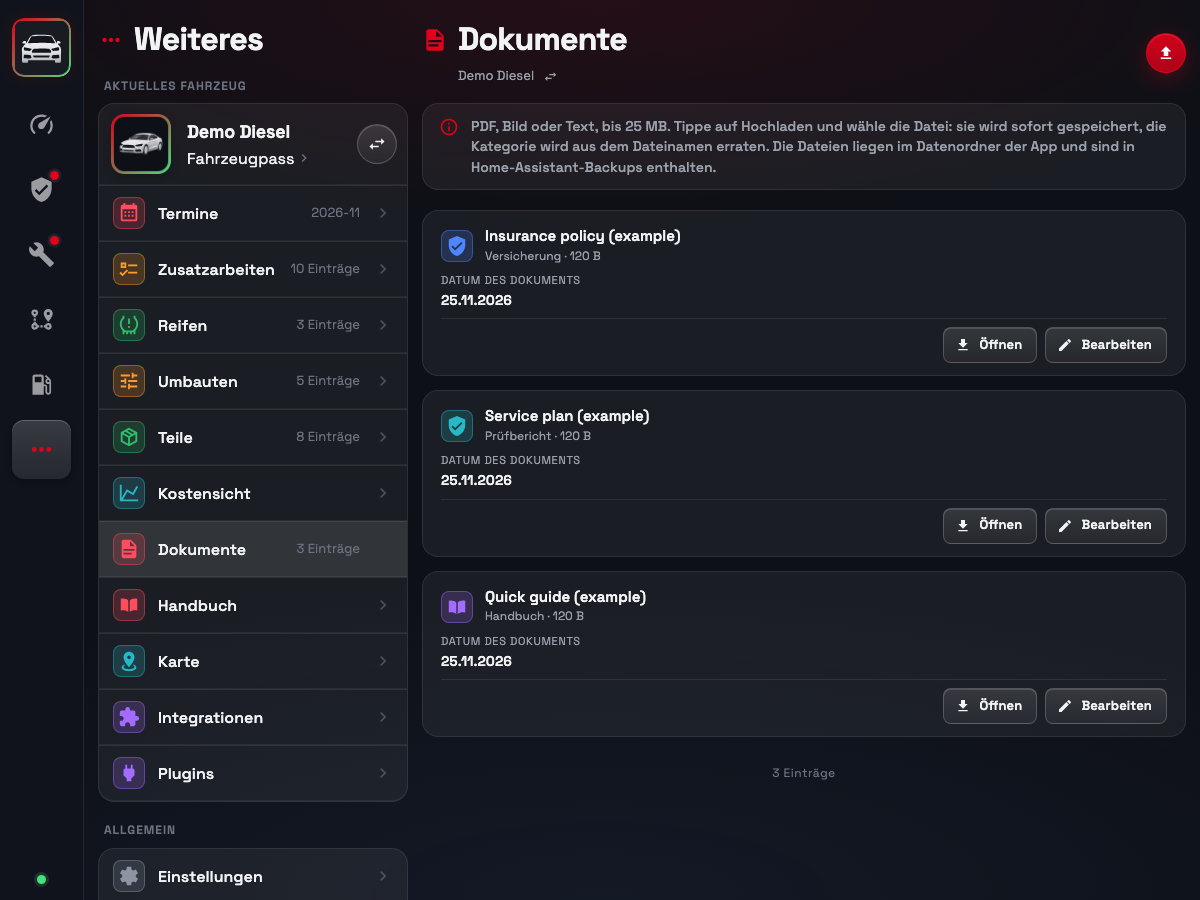 Weiteres
AKTUELLES FAHRZEUG
Demo Diesel
Fahrzeugpass
Termine 2026-11
Zusatzarbeiten 10 Einträge
Reifen 3 Einträge
Umbauten 5 Einträge
Teile 8 Einträge
Kostensicht
Dokumente 3 Einträge
Handbuch
Karte
Integrationen
Plugins
ALLGEMEIN
Einstellungen
Dokumente
Demo Diesel
PDF, Bild oder Text, bis 25 MB. Tippe auf Hochladen und wähle die Datei: sie wird sofort gespeichert, die
Kategorie wird aus dem Dateinamen erraten. Die Dateien liegen im Datenordner der App und sind in
Home-Assistant-Backups enthalten.
Insurance policy (example)
Versicherung · 120 B
DATUM DES DOKUMENTS
25.11.2026
Öffnen Bearbeiten
Service plan (example)
Prüfbericht · 120 B
DATUM DES DOKUMENTS
25.11.2026
Öffnen Bearbeiten
Quick guide (example)
Handbuch · 120 B
DATUM DES DOKUMENTS
25.11.2026
Öffnen Bearbeiten
3 Einträge